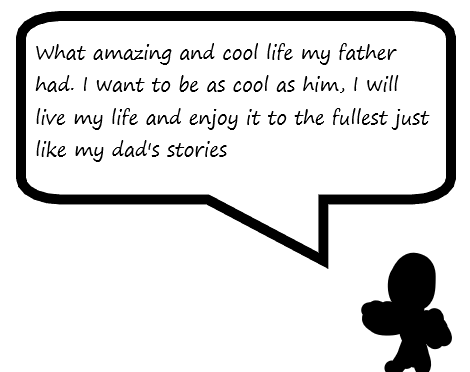 What amazing and cool life my father
had. I want to be as cool as him, I will
live my life and enjoy it to the fullest just
like my dad's stories